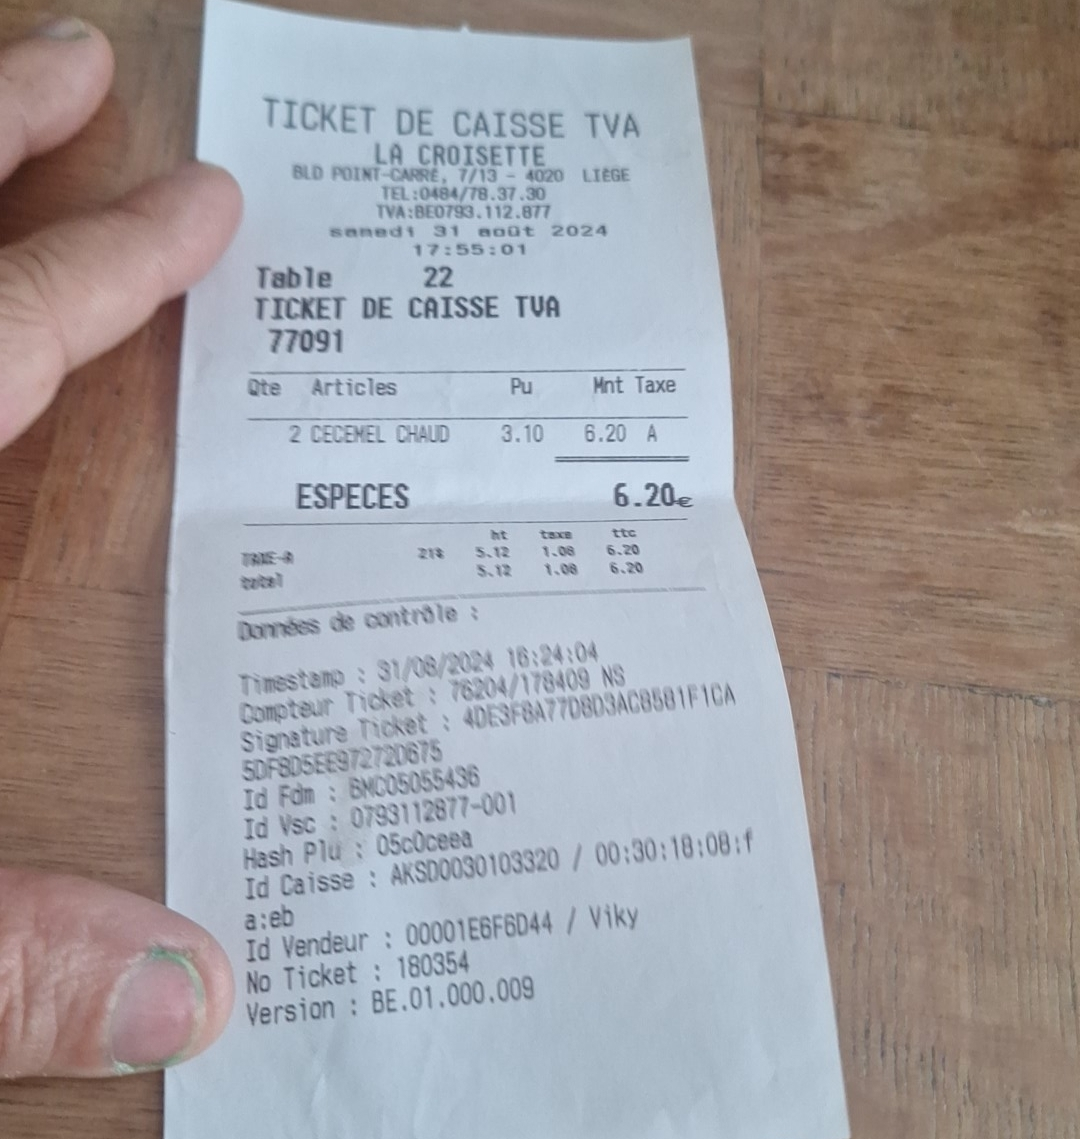 TICKET DE CAISSE TVA
LA CROISETTE
BLD POINT-CARRÉ, 7/13 - 4020 LIÈGE
TEL:0484/78.37.30
TVA:BE0793.112.877
samedi 31 août 2024
17:55:01
Table 22
TICKET DE CAISSE TVA
77091
Qte Articles Pu Mnt Taxe
2 CECEMEL CHAUD 3.10 6.20 A
ESPECES 6.20€
ht taxe ttc
TAXE-A 21% 5.12 1.08 6.20
total 5.12 1.08 6.20
Données de contrôle :
Timestamp : 31/08/2024 16:24:04
Compteur Ticket : 76204/178409 NS
Signature Ticket : 4DE3F8A77D8D3AC8581F1CA
5DF8D5EE972720675
Id Fdm : BMC05055436
Id Vsc : 0793112877-001
Hash Plu : 05c0ceea
Id Caisse : AKSD0030103320 / 00:30:18:08:f
a:eb
Id Vendeur : 00001E6F6D44 / Viky
No Ticket : 180354
Version : BE.01.000.009